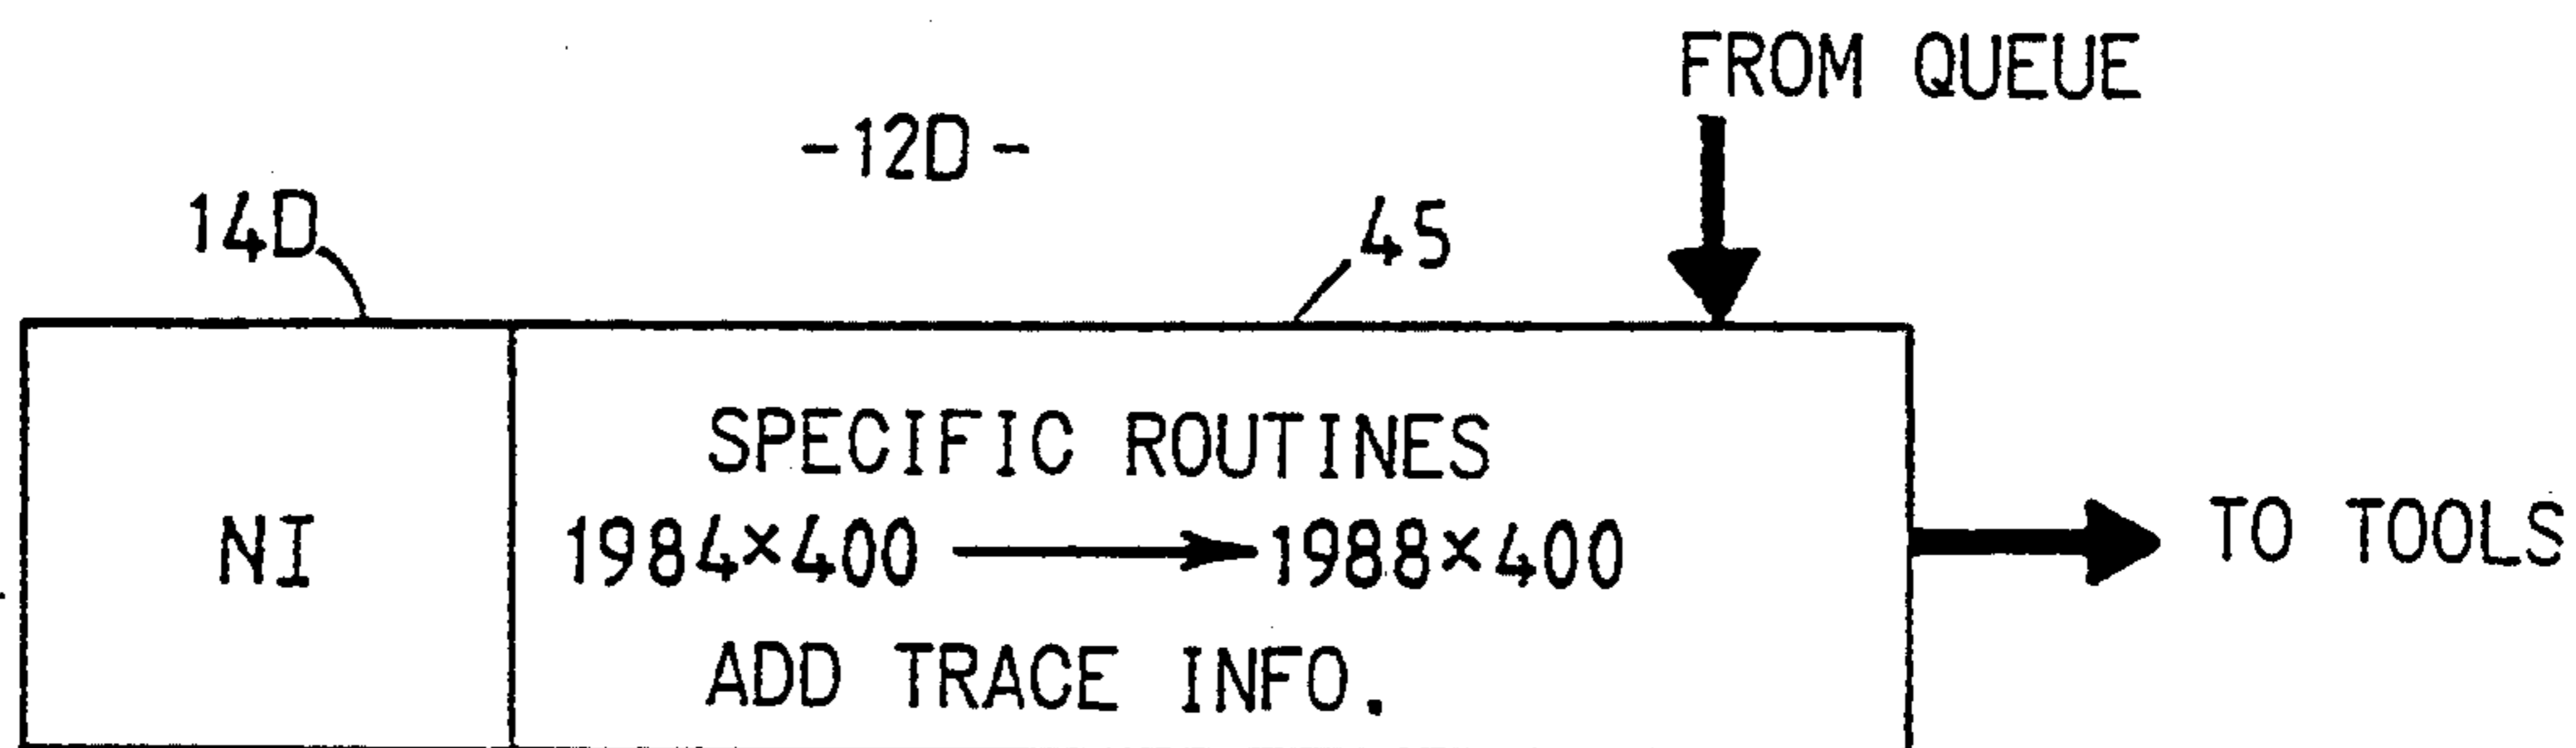 FROM QUEUE
-12D-
14D
45
SPECIFIC ROUTINES
NI
1984×400 → 1988×400
TO TOOLS
ADD TRACE INFO.